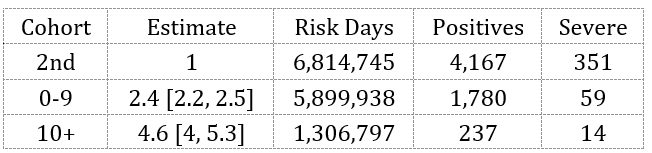 Cohort Estimate Risk Days Positives Severe
2nd 1 6,814,745 4,167 351
0-9 2.4 [2.2, 2.5] 5,899,938 1,780 59
10+ 4.6 [4, 5.3] 1,306,797 237 14